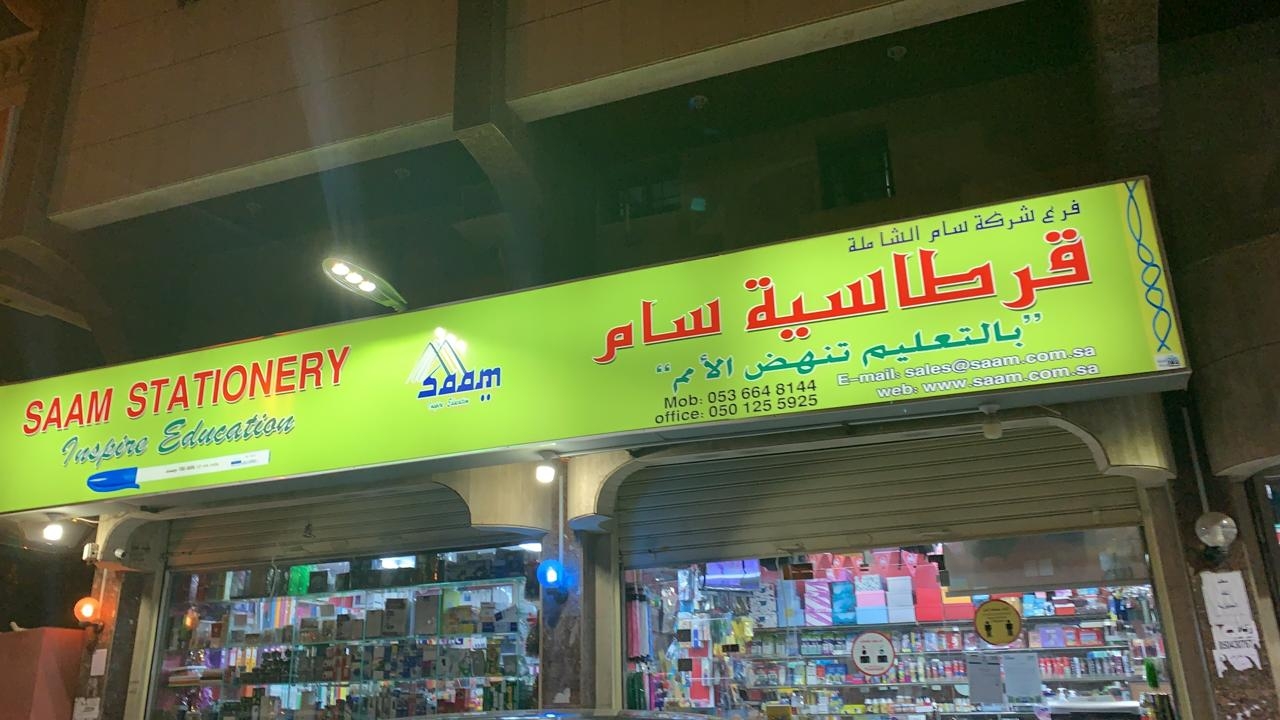 SAAM STATIONERY
Inspire Education
saam
فرع شركة سام الشاملة
قرطاسية سام
"بالتعليم تنهض الأمم"
Mob: 053 664 8144
office: 050 125 5925
E-mail: sales@saam.com.sa
web: www.saam.com.sa